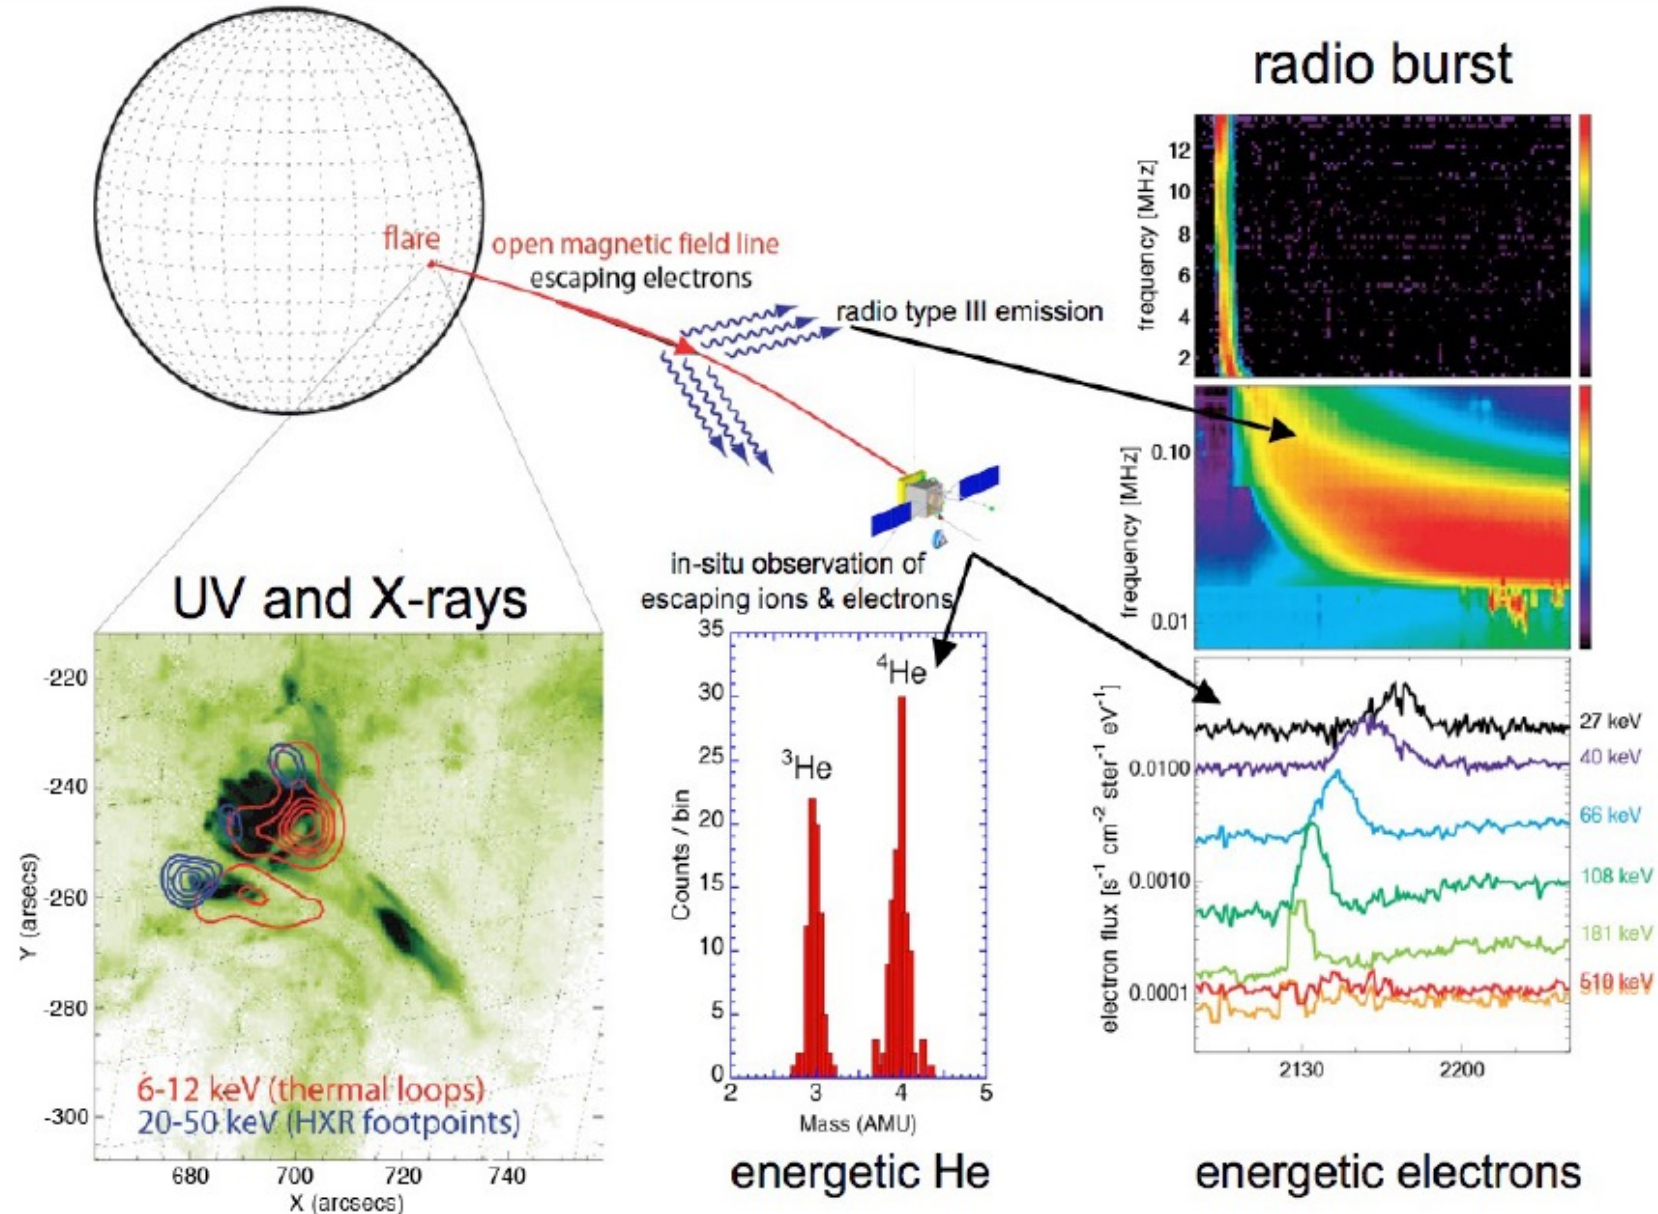 radio burst
flare
open magnetic field line
escaping electrons
radio type III emission
frequency [MHz]
12
10
8
6
4
2
frequency [MHz]
0.10
0.01
in-situ observation of
escaping ions & electrons
UV and X-rays
-220
-240
-260
-280
-300
Y (arsecs)
6-12 keV (thermal loops)
20-50 keV (HXR footpoints)
680
700
720
740
X (arcsecs)
35
30
25
20
15
10
5
0
Counts / bin
³He
⁴He
2
3
4
5
Mass (AMU)
energetic He
electron flux [s⁻¹ cm⁻² ster⁻¹ eV⁻¹]
0.0100
0.0010
0.0001
27 keV
40 keV
66 keV
108 keV
181 keV
510 keV
2130
2200
energetic electrons